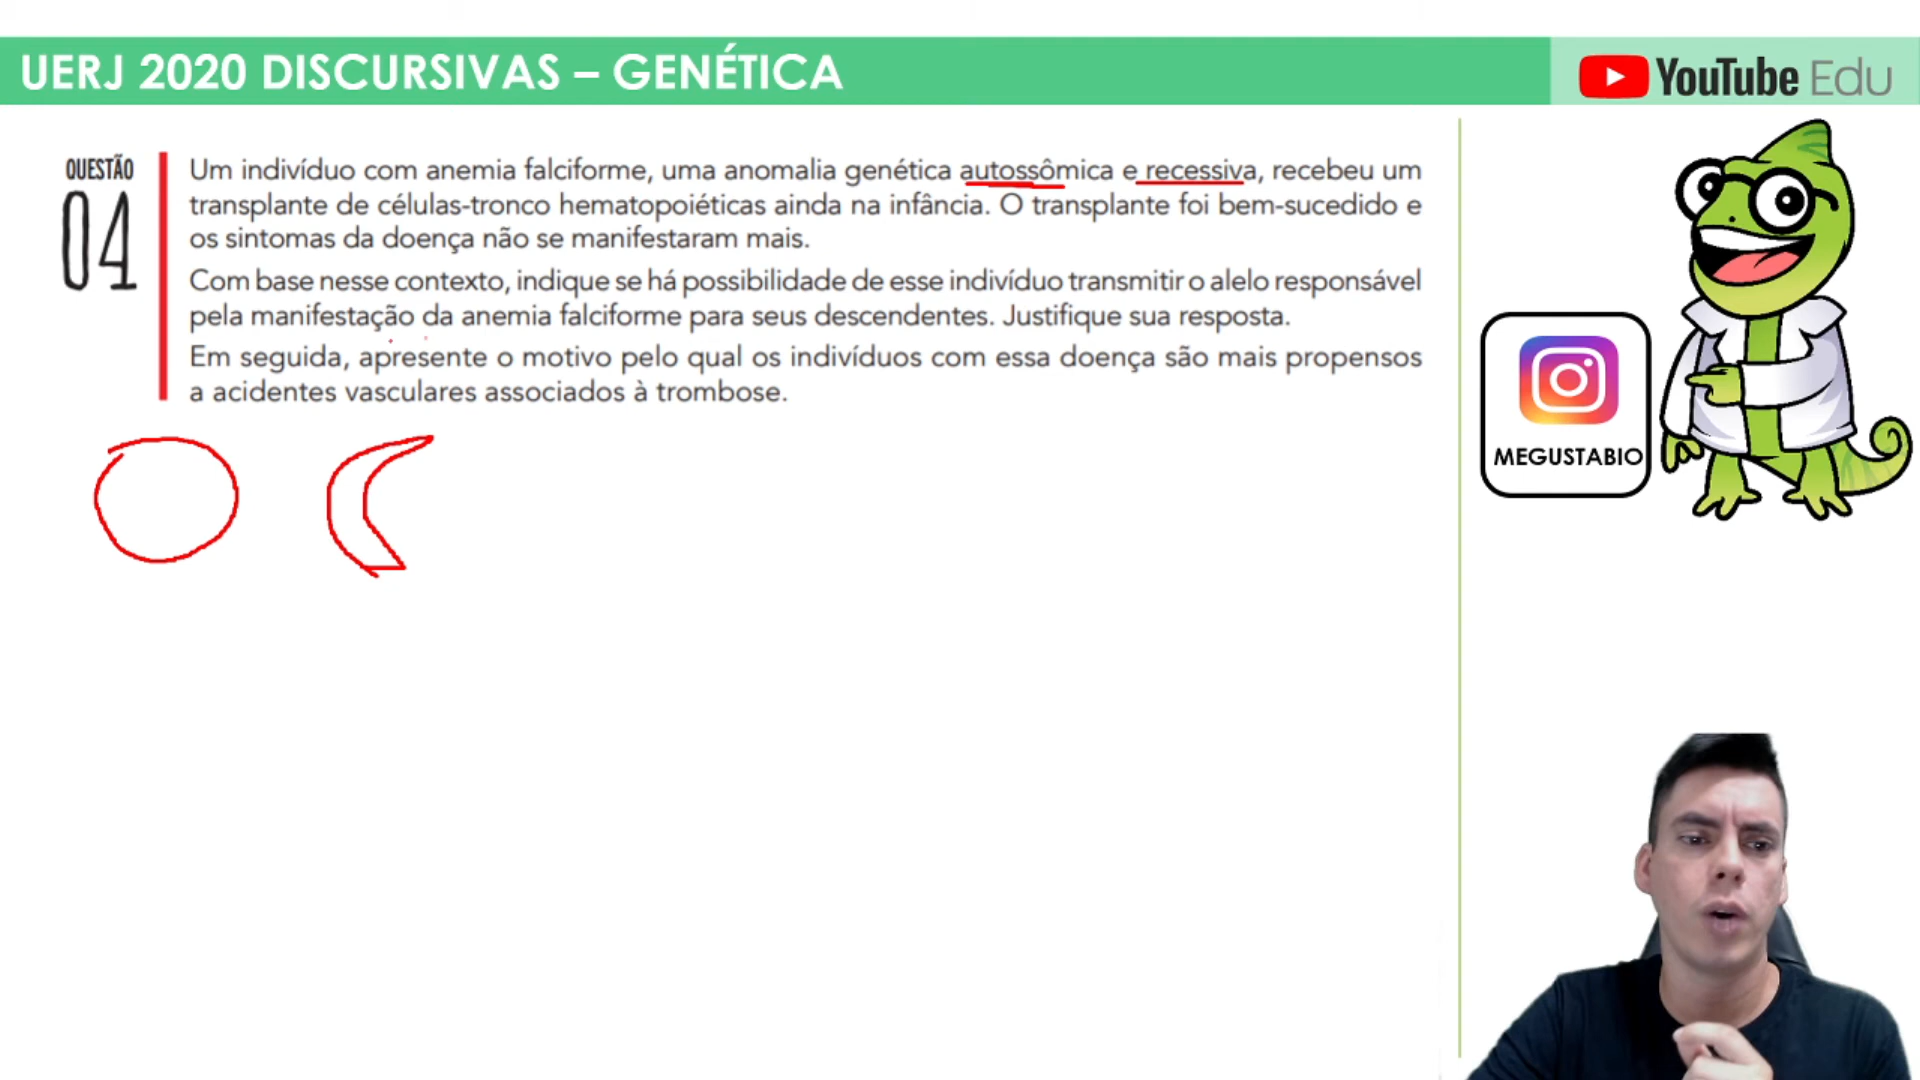 UERJ 2020 DISCURSIVAS – GENÉTICA
YouTube Edu
QUESTÃO
04
Um indivíduo com anemia falciforme, uma anomalia genética autossômica e recessiva, recebeu um
transplante de células-tronco hematopoiéticas ainda na infância. O transplante foi bem-sucedido e
os sintomas da doença não se manifestaram mais.
Com base nesse contexto, indique se há possibilidade de esse indivíduo transmitir o alelo responsável
pela manifestação da anemia falciforme para seus descendentes. Justifique sua resposta.
Em seguida, apresente o motivo pelo qual os indivíduos com essa doença são mais propensos
a acidentes vasculares associados à trombose.
MEGUSTABIO